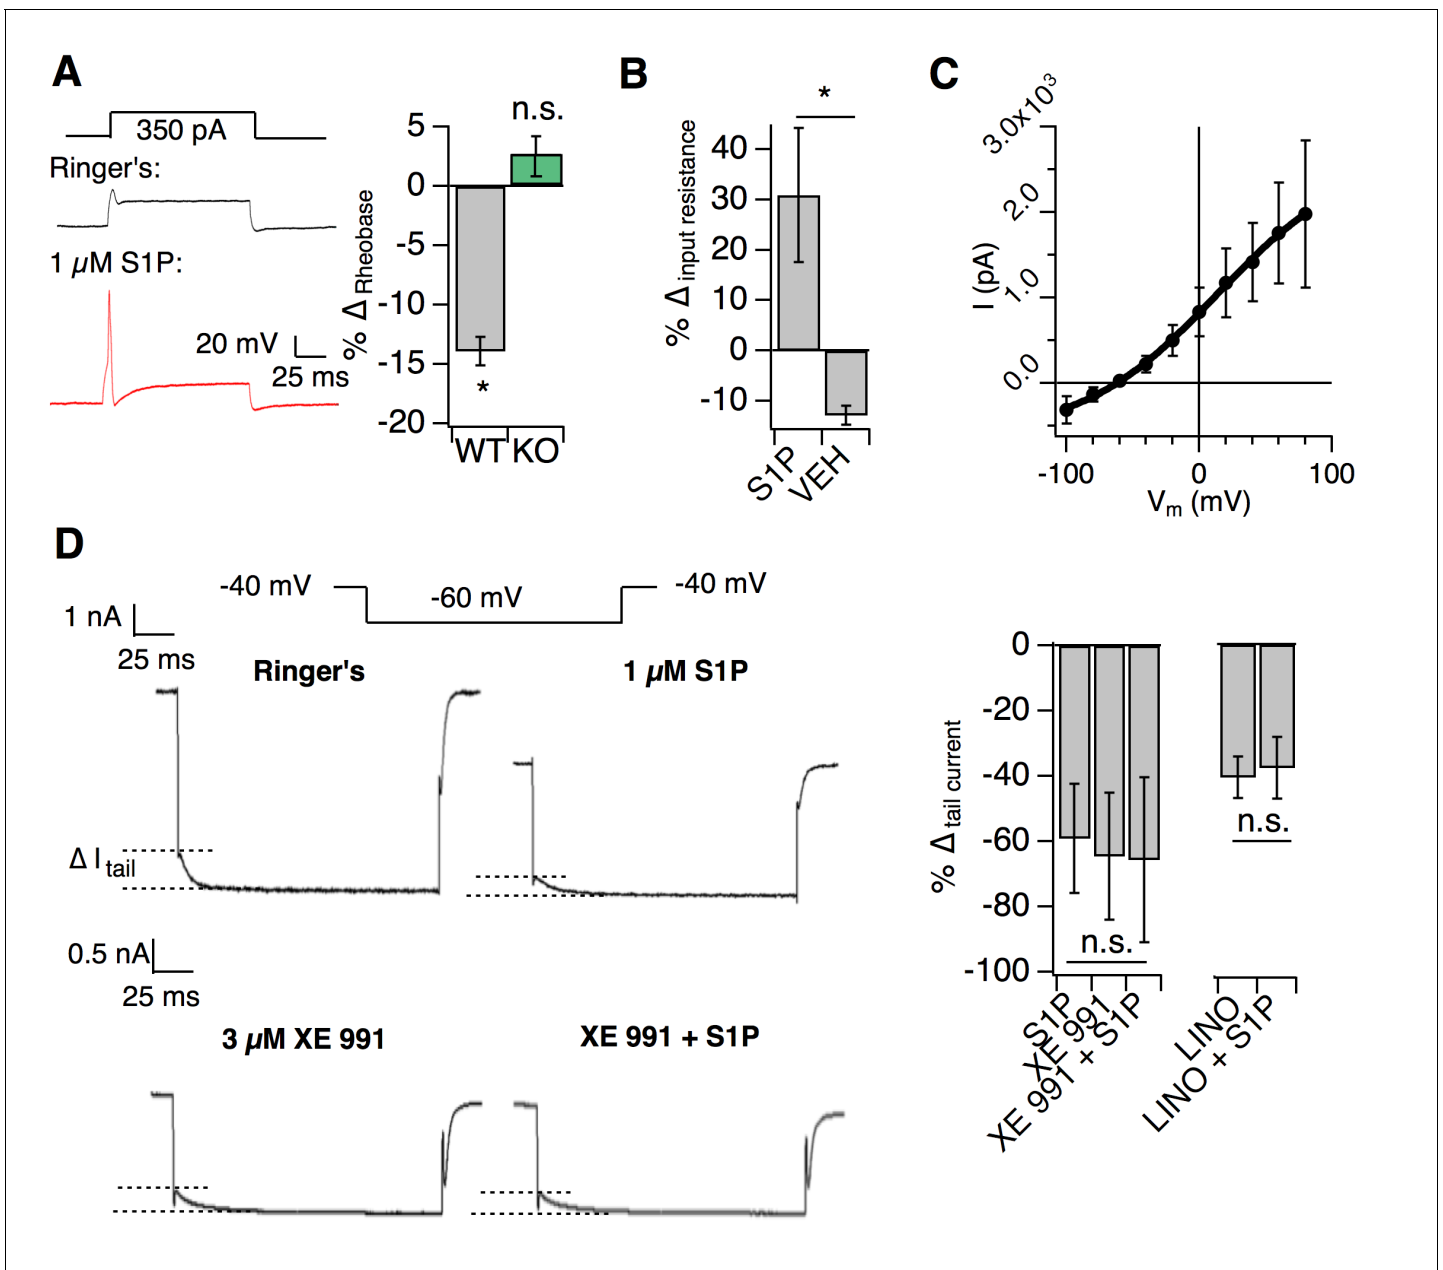 A
350 pA
Ringer's:
1 µM S1P:
20 mV
25 ms
% Δ Rheobase
5
0
-5
-10
-15
-20
n.s.
*
WT KO
B
*
% Δ input resistance
40
30
20
10
0
-10
S1P
VEH
C
3.0x10³
2.0
1.0
0.0
I (pA)
-100 0 100
Vm (mV)
D
-40 mV
-60 mV
-40 mV
1 nA
25 ms
Ringer's
1 µM S1P
Δ I tail
0.5 nA
25 ms
3 µM XE 991
XE 991 + S1P
% Δ tail current
0
-20
-40
-60
-80
-100
n.s.
n.s.
S1P
XE 991
XE 991 + S1P
LINO
LINO + S1P